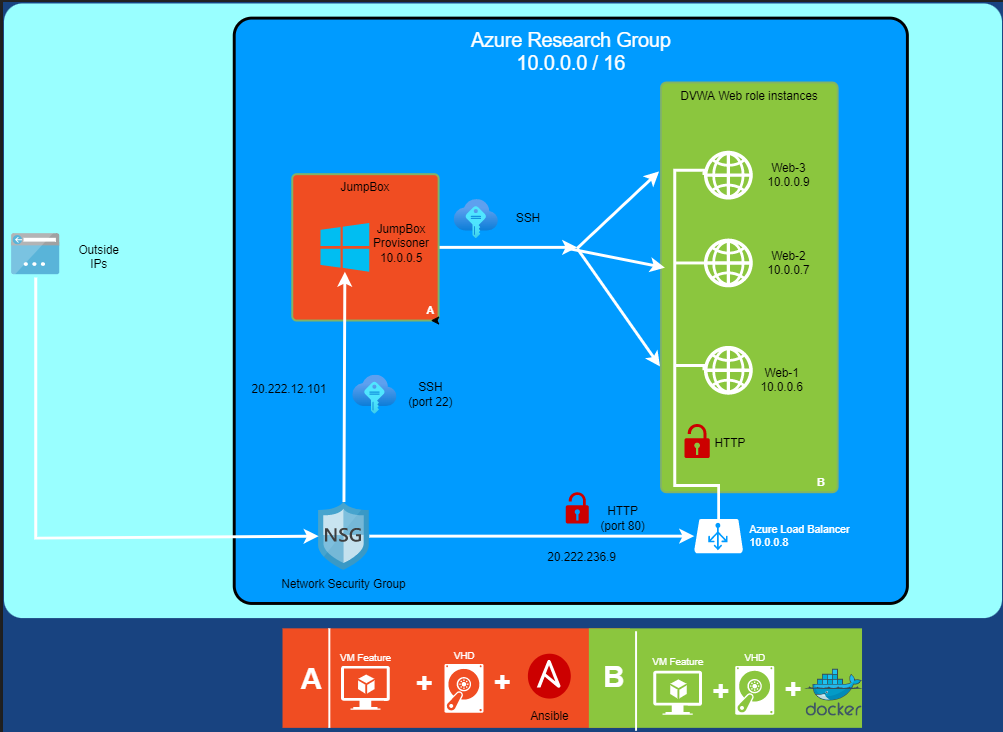 Azure Research Group
10.0.0.0 / 16
DVWA Web role instances
JumpBox
JumpBox
Provisoner
10.0.0.5
A
SSH
Web-3
10.0.0.9
Web-2
10.0.0.7
Web-1
10.0.0.6
HTTP
B
Outside
IPs
20.222.12.101
SSH
(port 22)
NSG
Network Security Group
HTTP
(port 80)
20.222.236.9
Azure Load Balancer
10.0.0.8
A
VM Feature
+
VHD
+
Ansible
B
VM Feature
+
VHD
+
docker